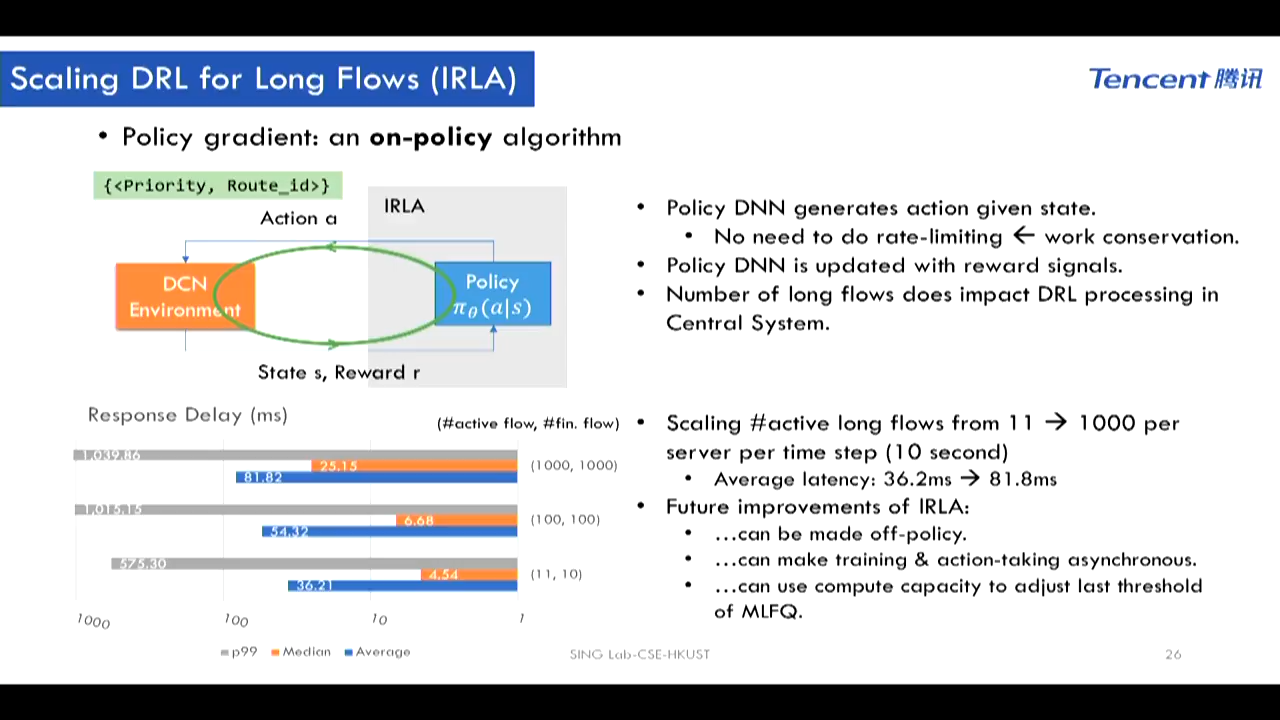 Scaling DRL for Long Flows (IRLA)
Tencent 腾讯
• Policy gradient: an on-policy algorithm
{<Priority, Route_id>}
Action a
IRLA
DCN
Environment
Policy
π_θ(a|s)
State s, Reward r
• Policy DNN generates action given state.
• No need to do rate-limiting ← work conservation.
• Policy DNN is updated with reward signals.
• Number of long flows does impact DRL processing in
Central System.
Response Delay (ms)
(#active flow, #fin. flow)
1,039.86
25.15
81.82
(1000, 1000)
1,015.15
6.68
54.32
(100, 100)
575.30
4.54
36.21
(11, 10)
1000
100
10
1
p99
Median
Average
• Scaling #active long flows from 11 → 1000 per
server per time step (10 second)
• Average latency: 36.2ms → 81.8ms
• Future improvements of IRLA:
• …can be made off-policy.
• …can make training & action-taking asynchronous.
• …can use compute capacity to adjust last threshold
of MLFQ.
SING Lab-CSE-HKUST
26